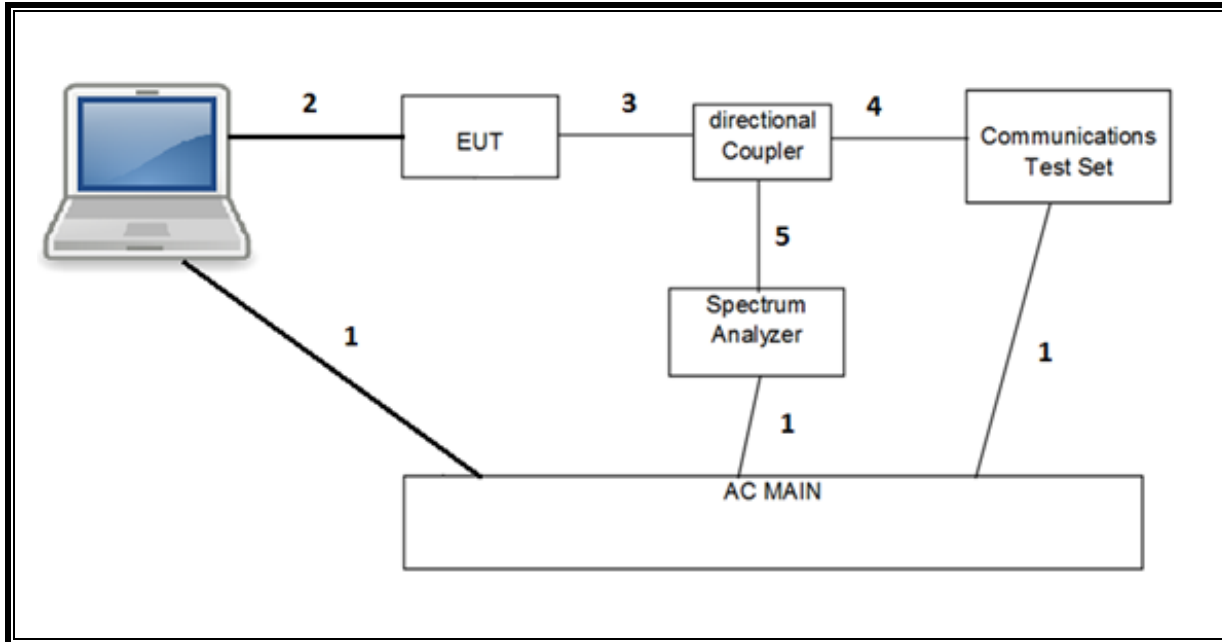 2
EUT
3
directional
Coupler
4
Communications
Test Set
5
Spectrum
Analyzer
1
1
1
AC MAIN